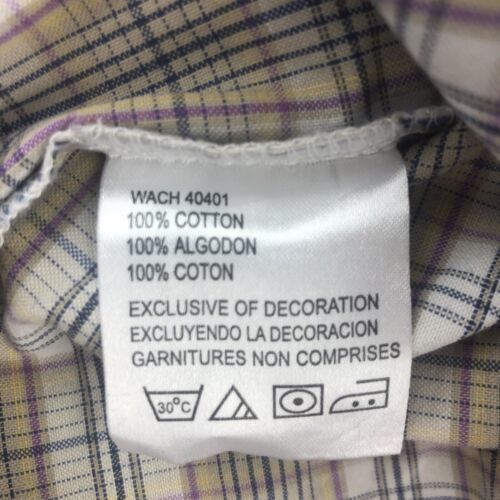 WACH 40401
100% COTTON
100% ALGODON
100% COTON
EXCLUSIVE OF DECORATION
EXCLUYENDO LA DECORACION
GARNITURES NON COMPRISES
30°C